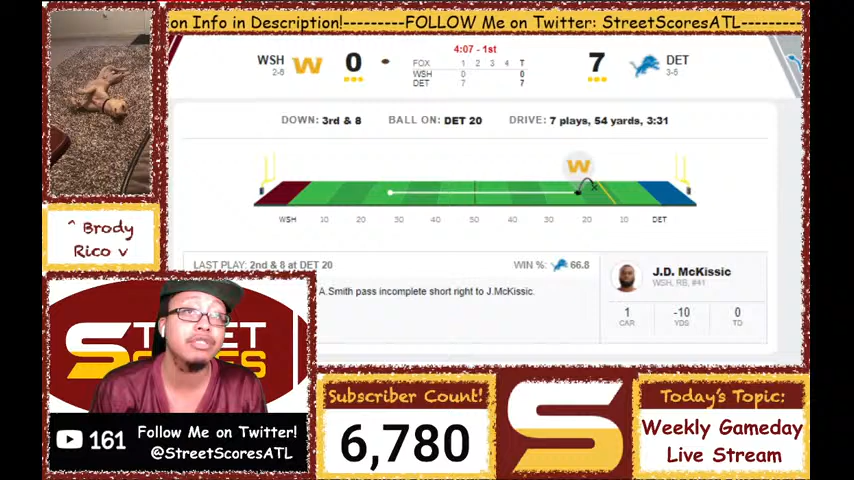 on Info in Description!---------FOLLOW Me on Twitter: StreetScoresATL---------
WSH
2-6
W
0
4:07 - 1st
FOX 1 2 3 4 T
WSH 0 0
DET 7 7
7
DET
3-5
DOWN: 3rd & 8 BALL ON: DET 20 DRIVE: 7 plays, 54 yards, 3:31
W
WSH 10 20 30 40 50 40 30 20 10 DET
LAST PLAY: 2nd & 8 at DET 20 WIN %: 66.8
A.Smith pass incomplete short right to J.McKissic.
J.D. McKissic
WSH, RB, #41
1 -10 0
CAR YDS TD
^ Brody
Rico v
STREET
SCORES
161
Follow Me on Twitter!
@StreetScoresATL
Subscriber Count!
6,780
S
Today's Topic:
Weekly Gameday
Live Stream